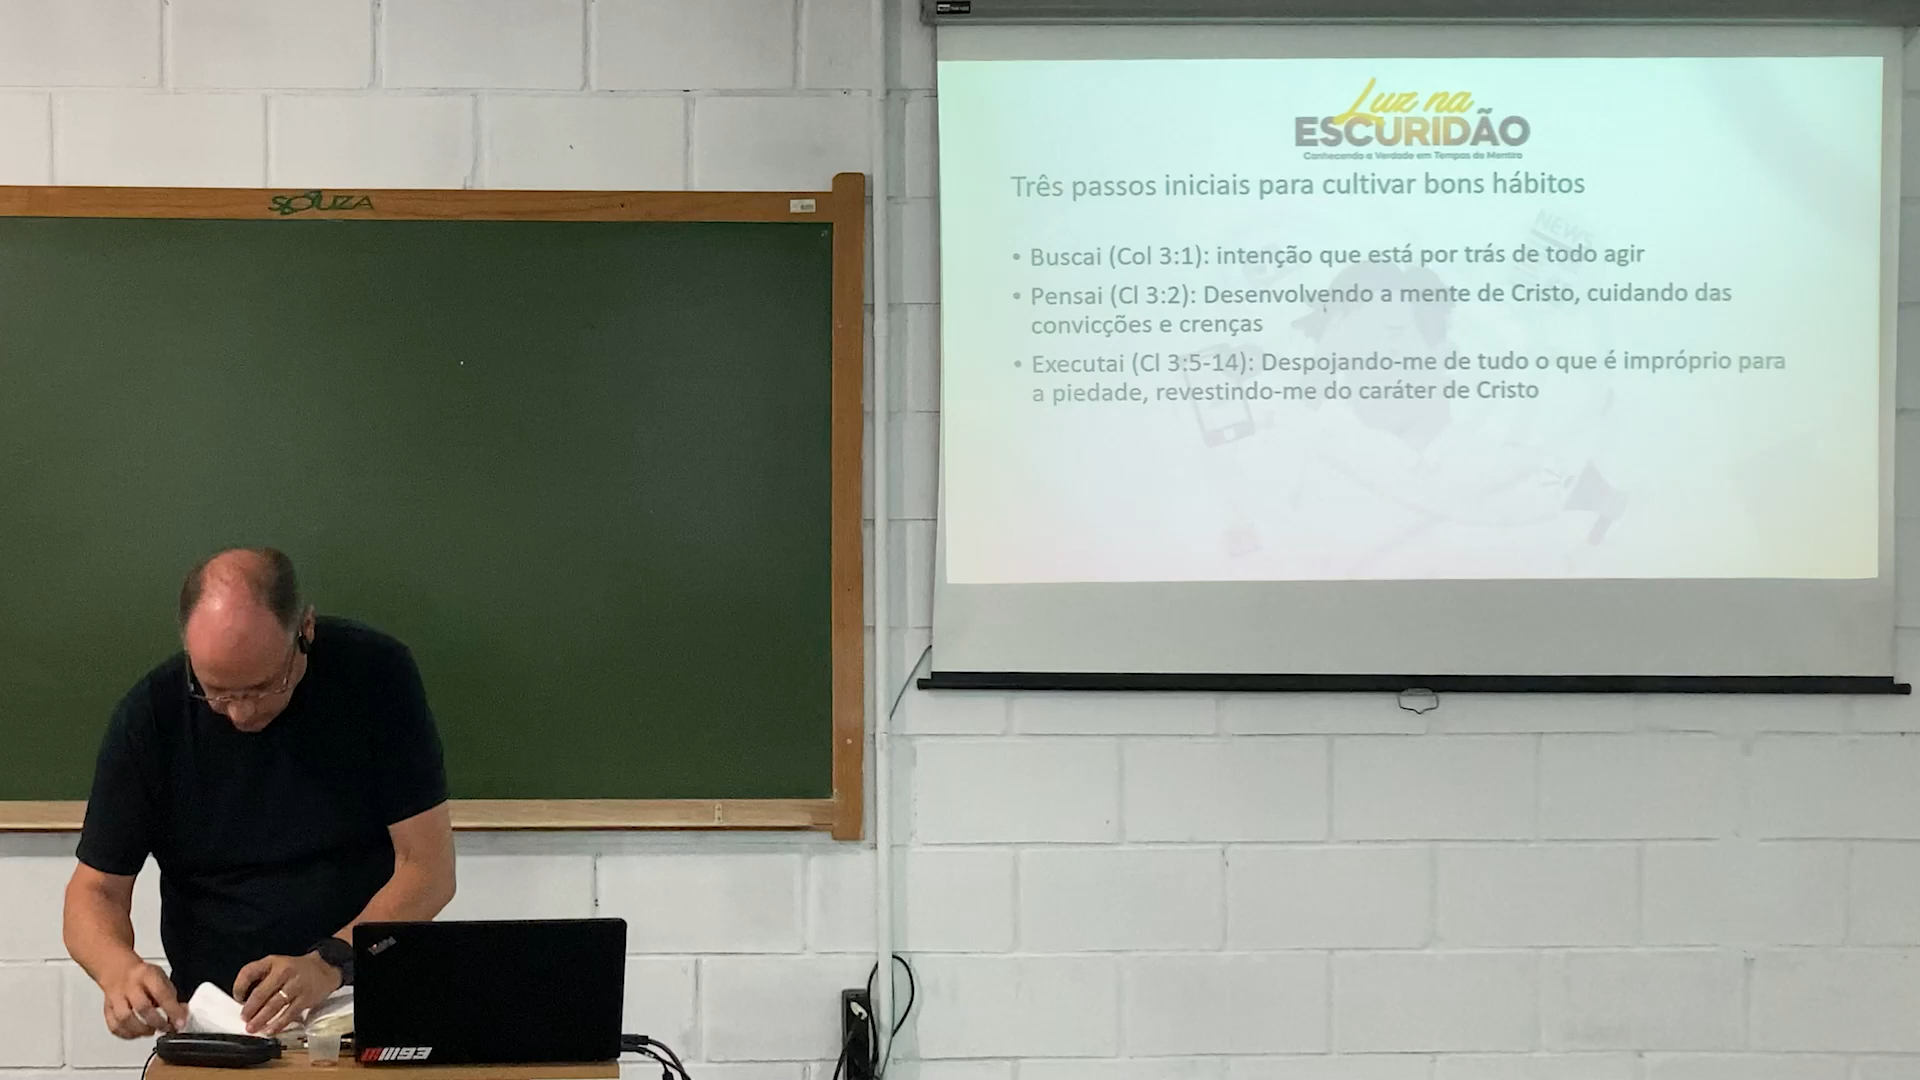 SOUZA
Luz na
ESCURIDÃO
Conhecendo a Verdade em Tempos de Mentira
Três passos iniciais para cultivar bons hábitos
NEWS
• Buscai (Col 3:1): intenção que está por trás de todo agir
• Pensai (Cl 3:2): Desenvolvendo a mente de Cristo, cuidando das
convicções e crenças
• Executai (Cl 3:5-14): Despojando-me de tudo o que é impróprio para
a piedade, revestindo-me do caráter de Cristo